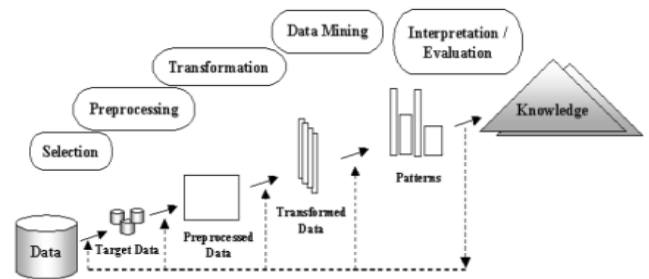 Data Mining
Interpretation /
Evaluation
Transformation
Knowledge
Preprocessing
Selection
Patterns
Transformed
Data
Preprocessed
Data
Target Data
Data